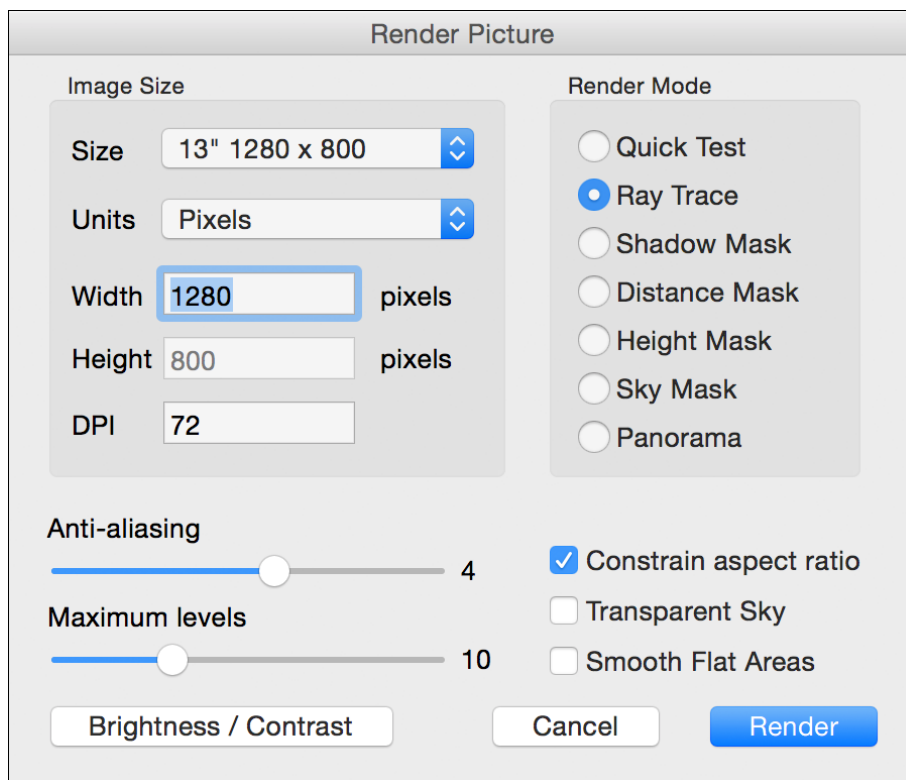 Render Picture
Image Size
Size 13" 1280 x 800
Units Pixels
Width 1280 pixels
Height 800 pixels
DPI 72
Render Mode
Quick Test
Ray Trace
Shadow Mask
Distance Mask
Height Mask
Sky Mask
Panorama
Anti-aliasing
4
Maximum levels
10
Constrain aspect ratio
Transparent Sky
Smooth Flat Areas
Brightness / Contrast
Cancel
Render